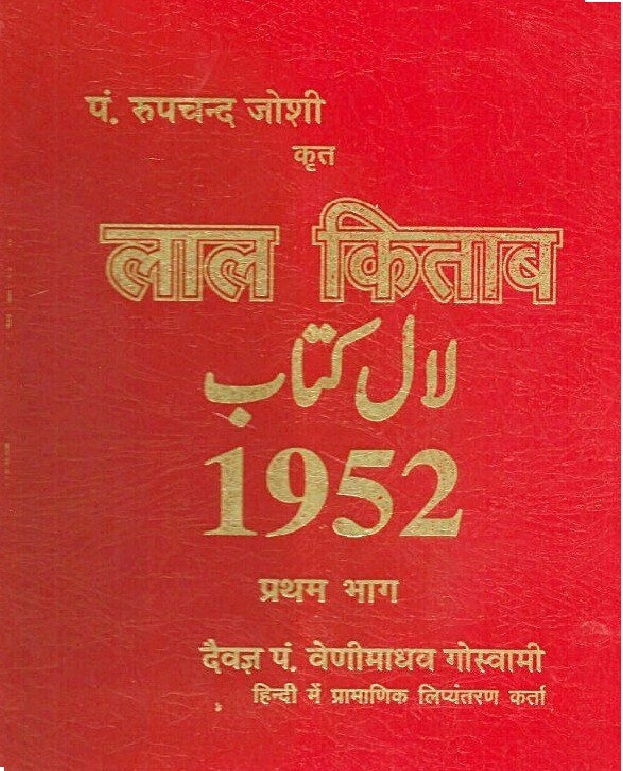 पं. रुपचन्द जोशी
कृत
लाल किताब
لال کتاب
1952
प्रथम भाग
दैवज्ञ पं. वेणीमाधव गोस्वामी
हिन्दी में प्रामाणिक लिप्यंतरण कर्ता